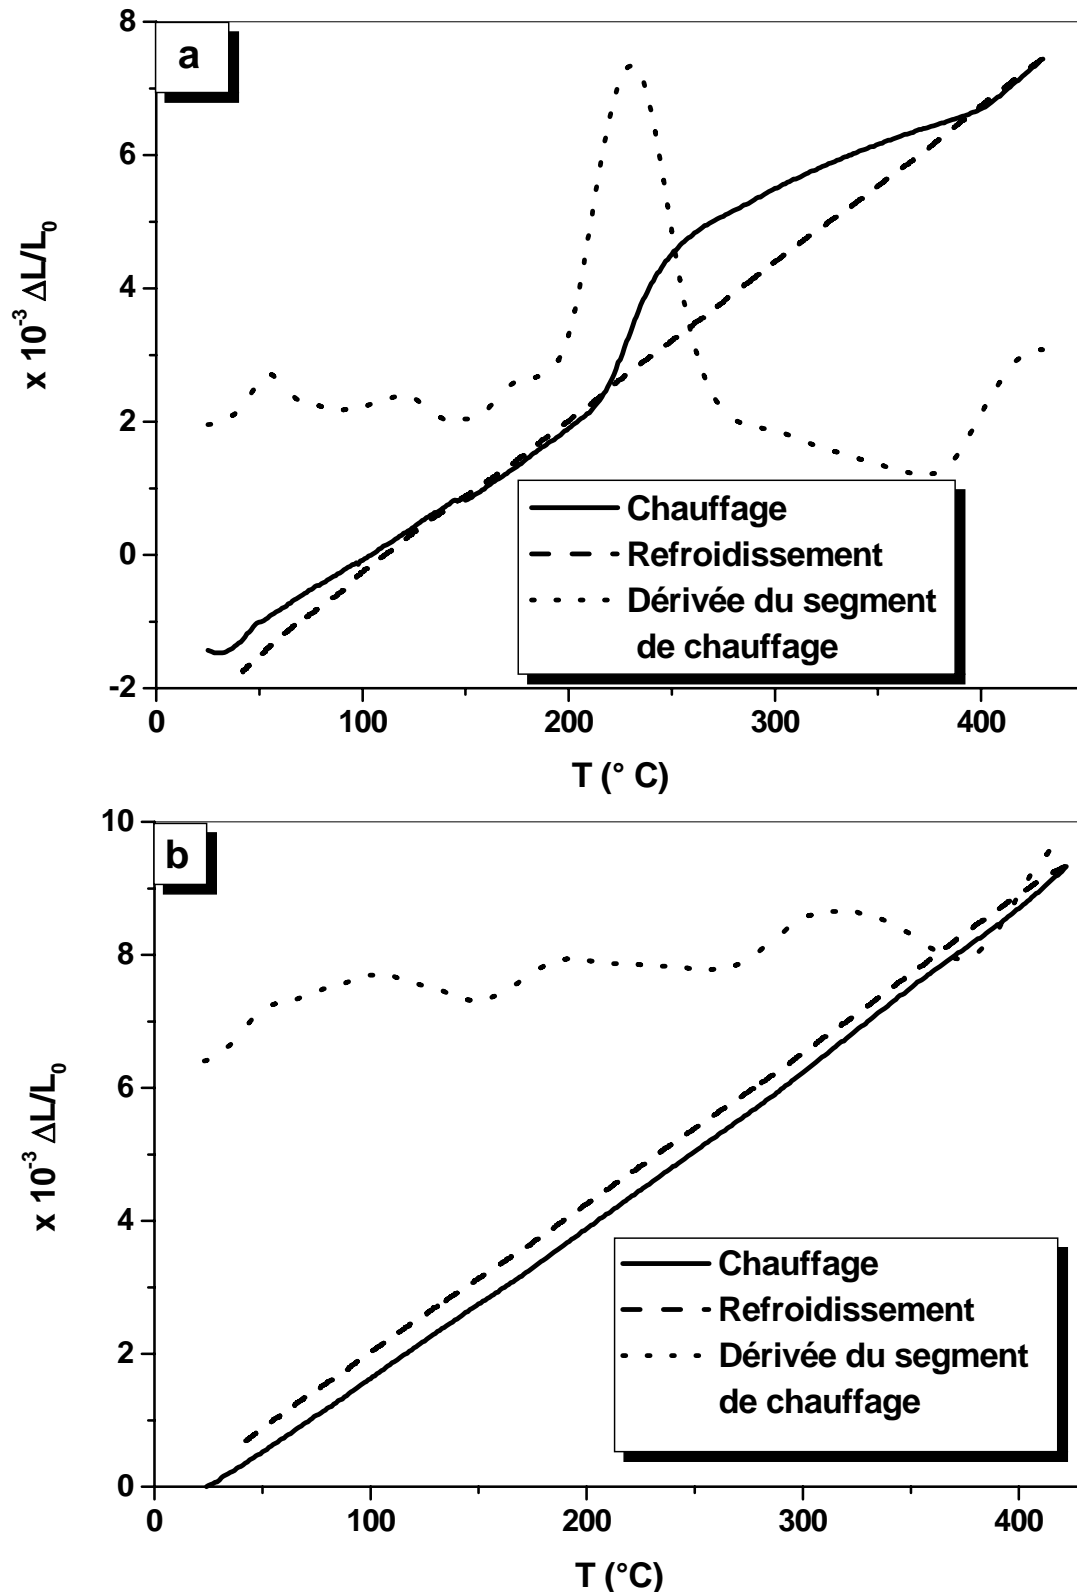 a
8
6
4
2
0
-2
x 10⁻³ ΔL/L₀
Chauffage
Refroidissement
Dérivée du segment
de chauffage
0
100
200
300
400
T (° C)
b
10
8
6
4
2
0
x 10⁻³ ΔL/L₀
Chauffage
Refroidissement
Dérivée du segment
de chauffage
0
100
200
300
400
T (°C)